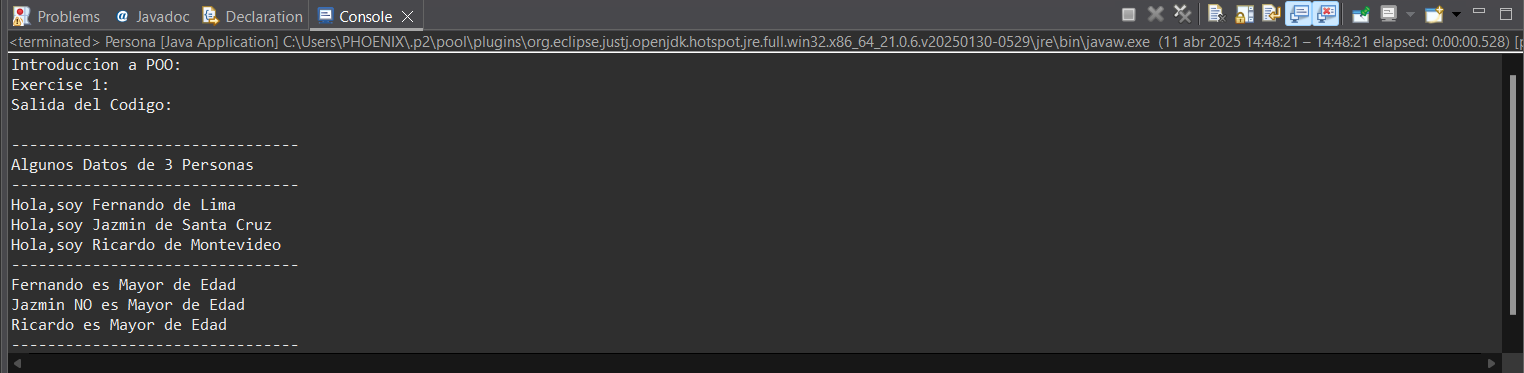 Problems @ Javadoc Declaration Console
<terminated> Persona [Java Application] C:\Users\PHOENIX\.p2\pool\plugins\org.eclipse.justj.openjdk.hotspot.jre.full.win32.x86_64_21.0.6.v20250130-0529\jre\bin\javaw.exe (11 abr 2025 14:48:21 – 14:48:21 elapsed: 0:00:00.528) [p
Introduccion a POO:
Exercise 1:
Salida del Codigo:
--------------------------------
Algunos Datos de 3 Personas
--------------------------------
Hola,soy Fernando de Lima
Hola,soy Jazmin de Santa Cruz
Hola,soy Ricardo de Montevideo
--------------------------------
Fernando es Mayor de Edad
Jazmin NO es Mayor de Edad
Ricardo es Mayor de Edad
--------------------------------